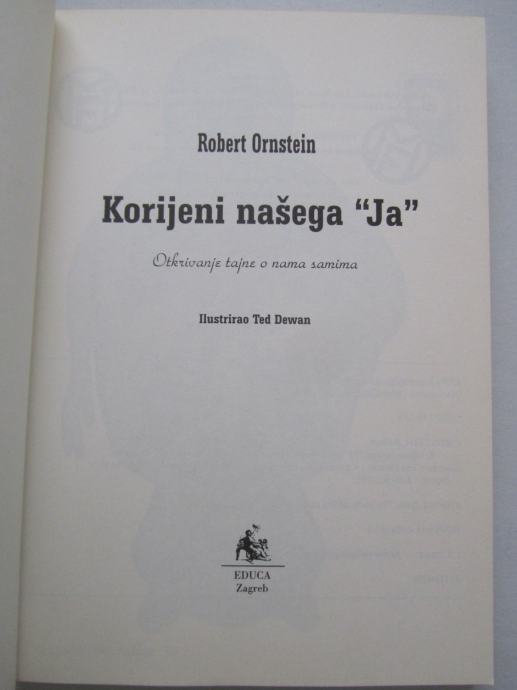 Robert Ornstein
Korijeni našega “Ja”
Otkrivanje tajne o nama samima
Ilustrirao Ted Dewan
EDUCA
Zagreb